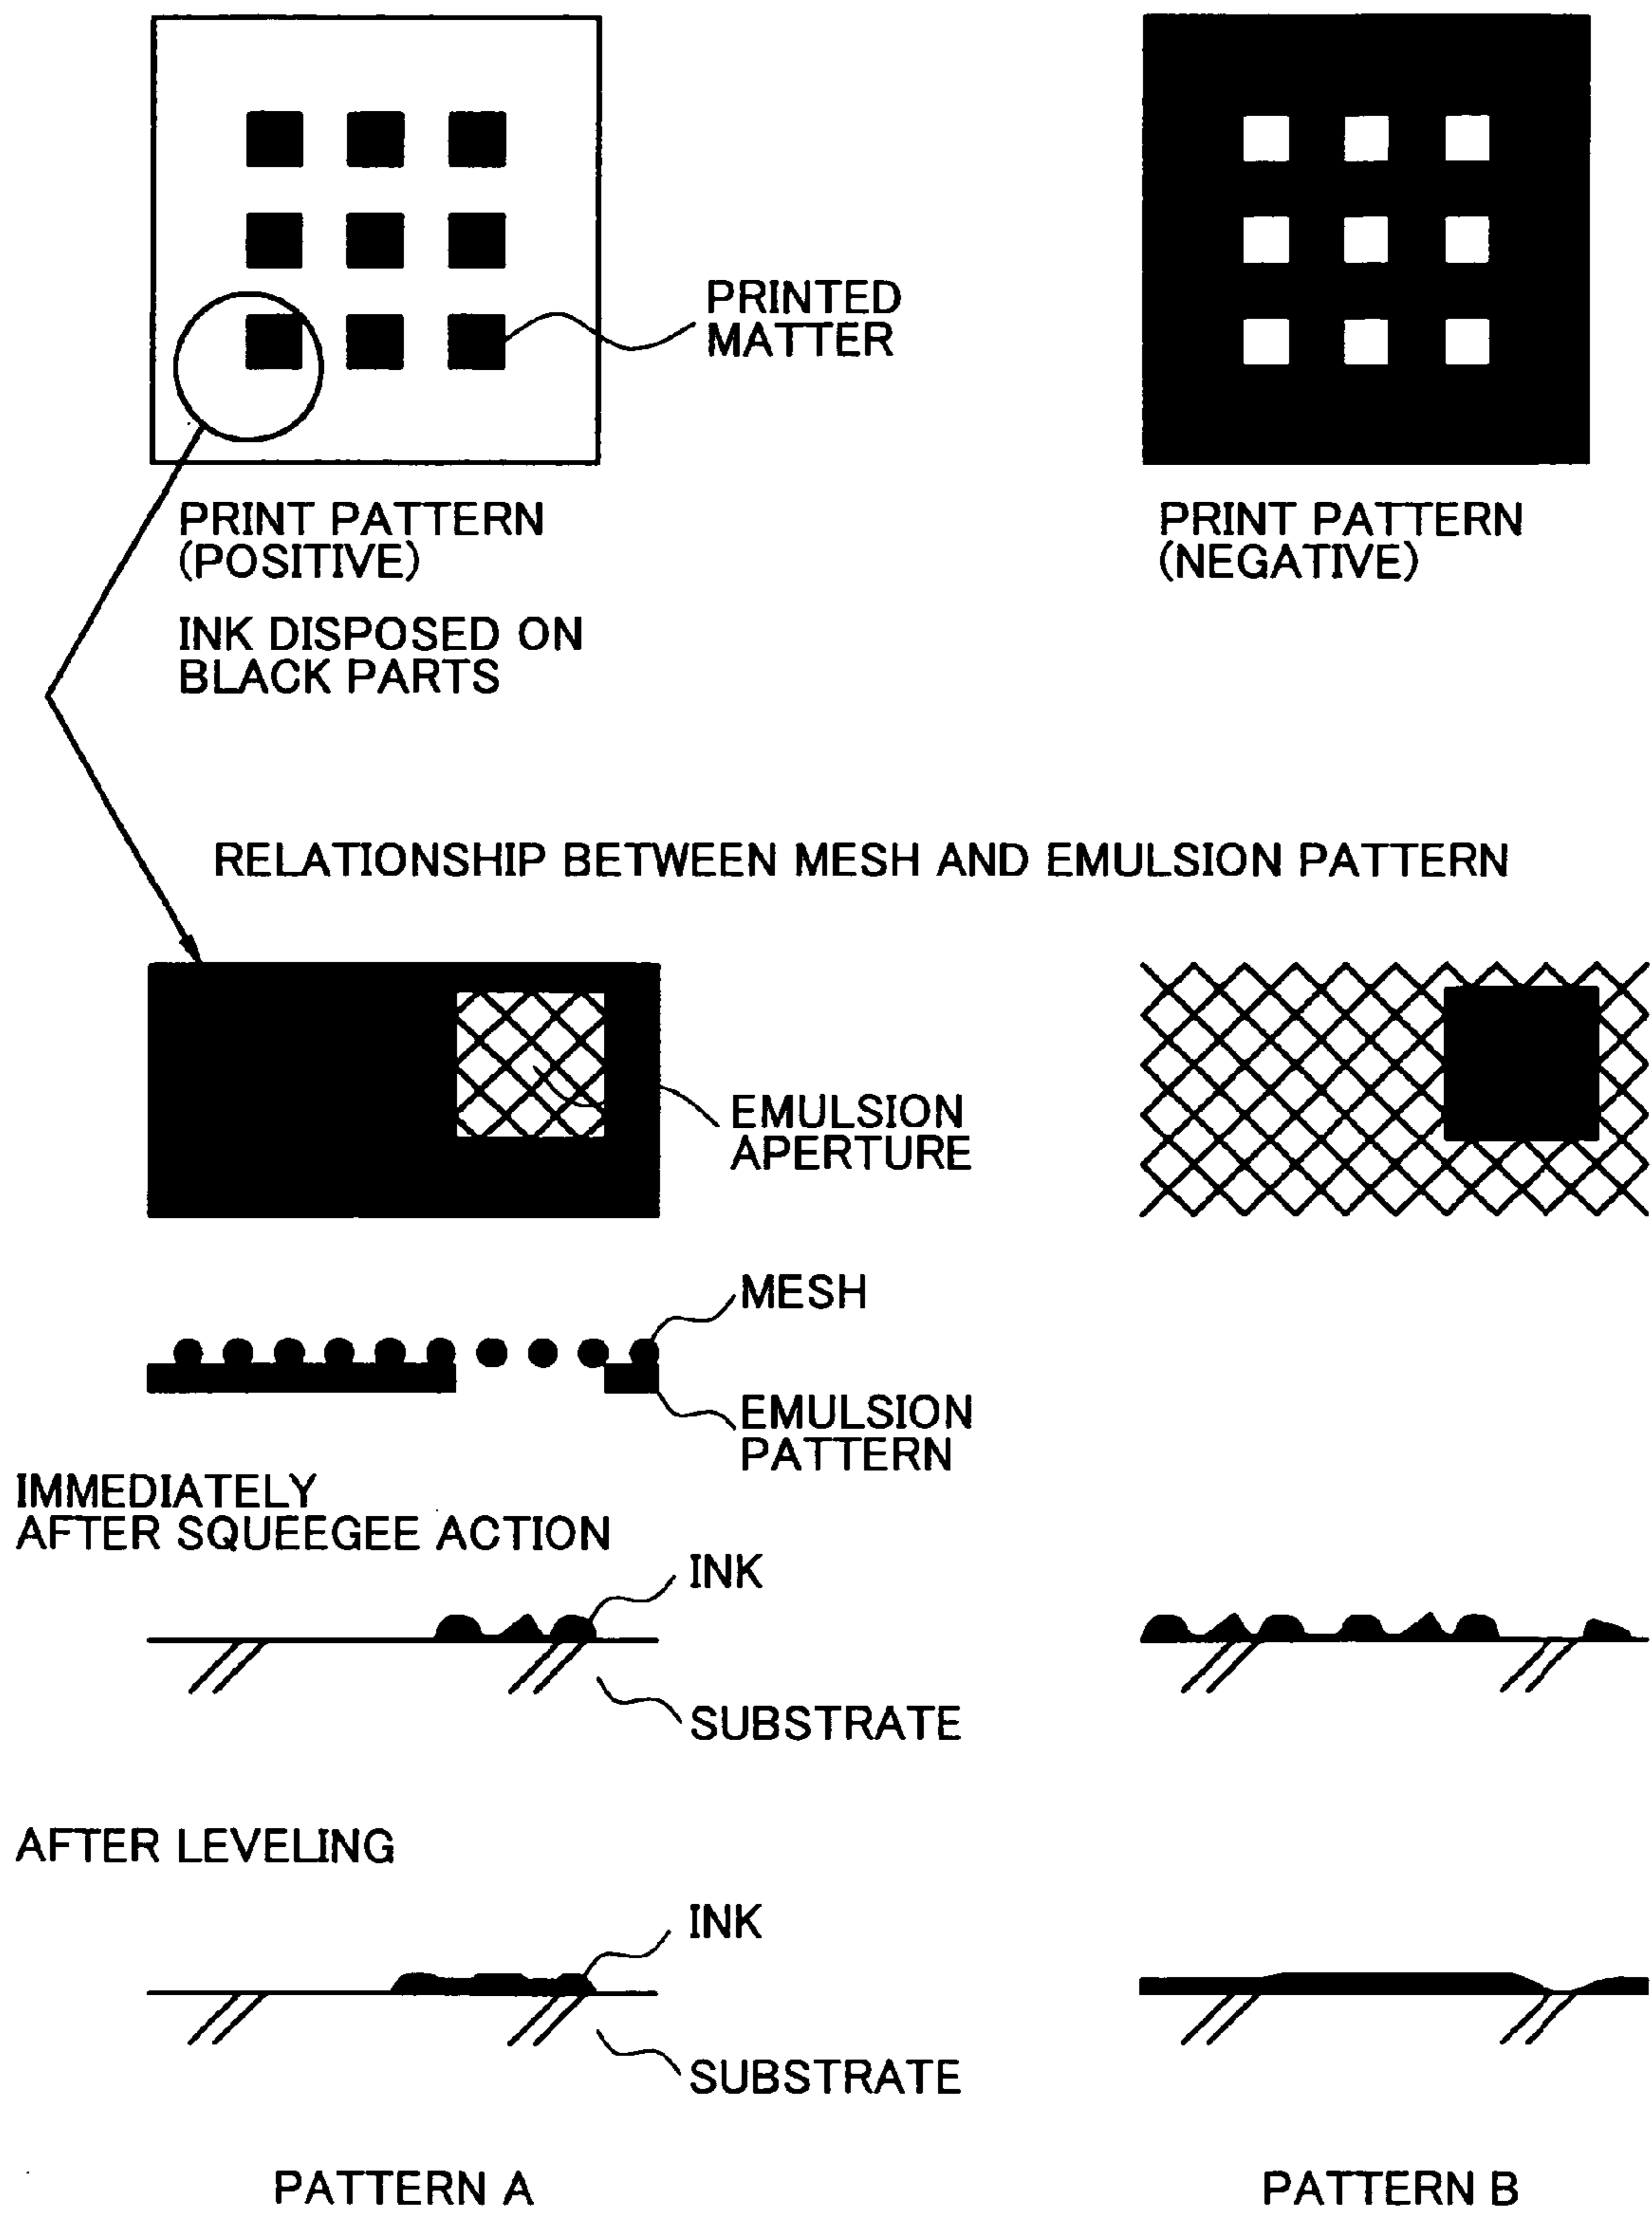 PRINTED
MATTER
PRINT PATTERN
(POSITIVE)
PRINT PATTERN
(NEGATIVE)
INK DISPOSED ON
BLACK PARTS
RELATIONSHIP BETWEEN MESH AND EMULSION PATTERN
EMULSION
APERTURE
MESH
EMULSION
PATTERN
IMMEDIATELY
AFTER SQUEEGEE ACTION
INK
SUBSTRATE
AFTER LEVELING
INK
SUBSTRATE
PATTERN A
PATTERN B